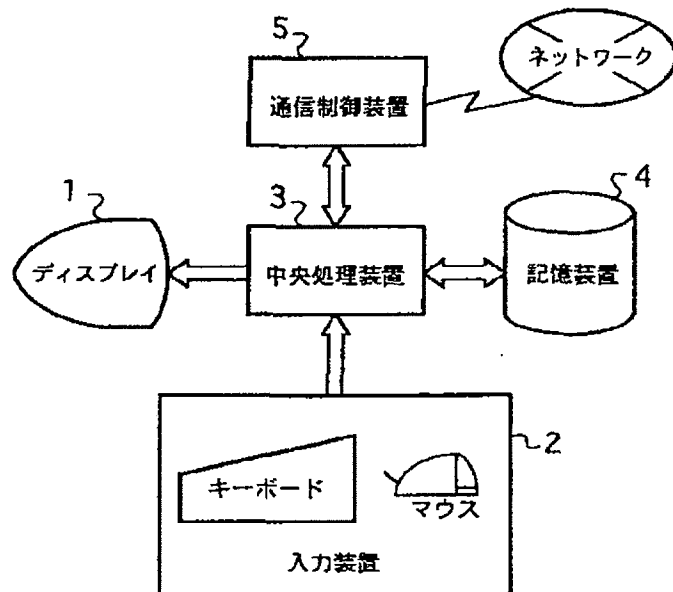 5
ネットワーク
通信制御装置
1
3
4
ディスプレイ
中央処理装置
記憶装置
2
キーボード
マウス
入力装置